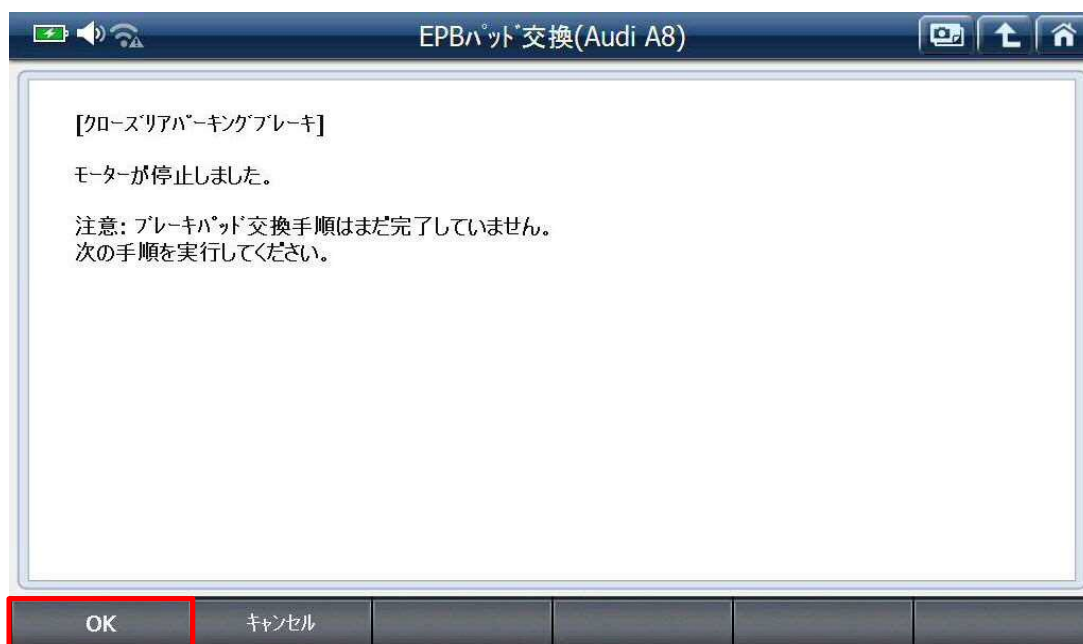 EPBﾊﾟｯﾄﾞ交換(Audi A8)
[ｸﾛｰｽﾞﾘｱﾊﾟｰｷﾝｸﾞﾌﾞﾚｰｷ]
ﾓｰﾀｰが停止しました。
注意: ﾌﾞﾚｰｷﾊﾟｯﾄﾞ交換手順はまだ完了していません。
次の手順を実行してください。
OK ｷｬﾝｾﾙ